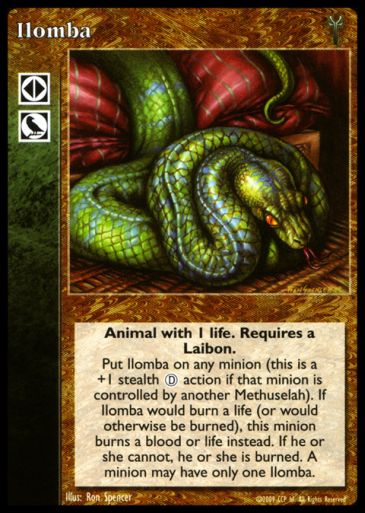 Ilomba
Animal with 1 life. Requires a
Laibon.
Put Ilomba on any minion (this is a
+1 stealth Ⓓ action if that minion is
controlled by another Methuselah). If
Ilomba would burn a life (or would
otherwise be burned), this minion
burns a blood or life instead. If he or
she cannot, he or she is burned. A
minion may have only one Ilomba.
Illus: Ron Spencer
©2009 CCP hf. All Rights Reserved